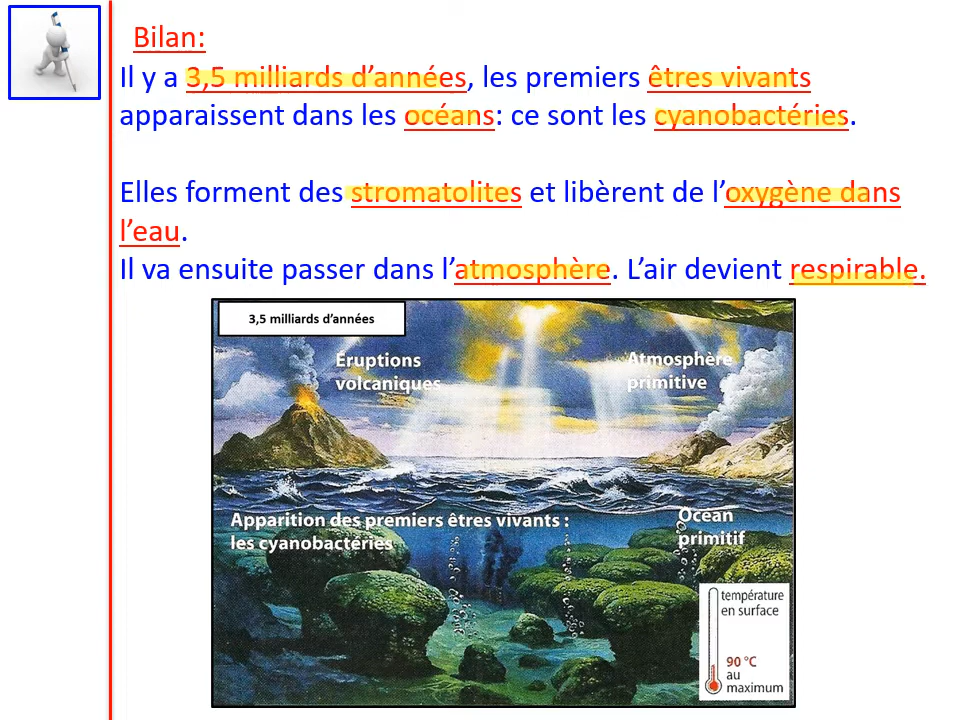 Bilan:
Il y a 3,5 milliards d’années, les premiers êtres vivants
apparaissent dans les océans: ce sont les cyanobactéries.
Elles forment des stromatolites et libèrent de l’oxygène dans
l’eau.
Il va ensuite passer dans l’atmosphère. L’air devient respirable.
3,5 milliards d’années
Eruptions
volcaniques
Atmosphère
primitive
Apparition des premiers êtres vivants :
les cyanobactéries
Océan
primitif
température
en surface
90 °C
au
maximum